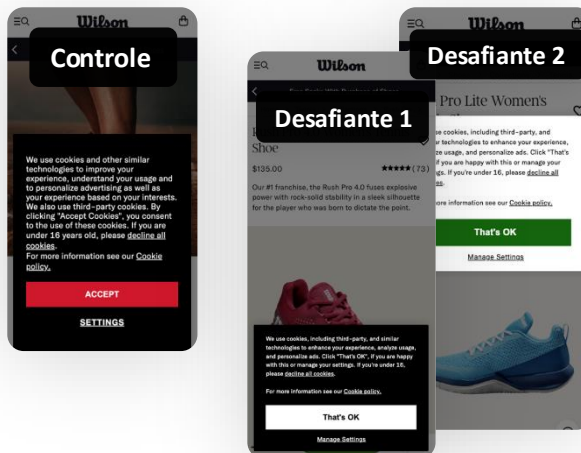 Wilson
Controle
We use cookies and other similar
technologies to improve your
experience, understand your usage and
to personalize advertising as well as
your experience based on your interests.
We also use third-party cookies. By
clicking "Accept Cookies", you consent
to the use of these cookies. If you are
under 16 years old, please decline all
cookies.
For more information see our Cookie
policy.
ACCEPT
SETTINGS
Wilson
Desafiante 1
Shoe
$135.00
(73)
Our #1 franchise, the Rush Pro 4.0 fuses explosive
power with rock-solid stability in a sleek silhouette
for the player who was born to dictate the point.
We use cookies, including third-party, and similar
technologies to enhance your experience, analyze usage,
and personalize ads. Click "That's OK", if you are happy
with this or manage your settings. If you're under 16,
please decline all cookies.
For more information see our Cookie policy.
That's OK
Manage Settings
Wilson
Desafiante 2
Pro Lite Women's
cookies, including third-party, and
technologies to enhance your experience,
usage, and personalize ads. Click "That's
if you are happy with this or manage your
If you're under 16, please decline all
information see our Cookie policy.
That's OK
Manage Settings